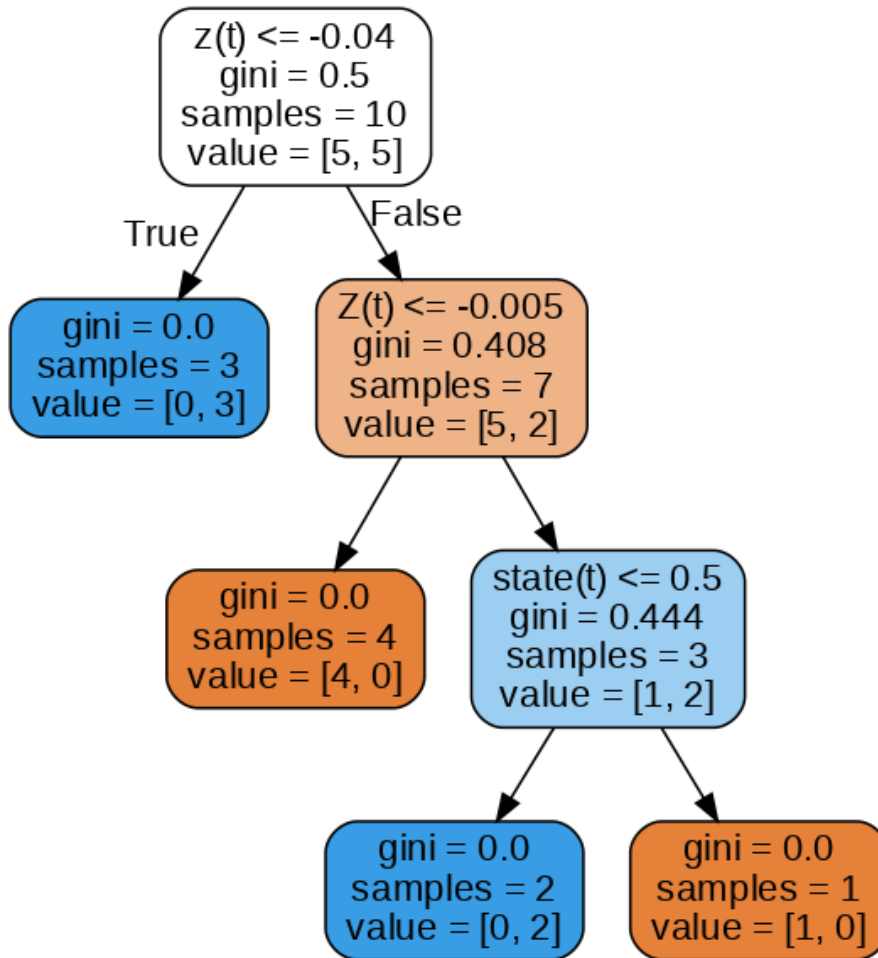 z(t) <= -0.04
gini = 0.5
samples = 10
value = [5, 5]
True
False
gini = 0.0
samples = 3
value = [0, 3]
Z(t) <= -0.005
gini = 0.408
samples = 7
value = [5, 2]
gini = 0.0
samples = 4
value = [4, 0]
state(t) <= 0.5
gini = 0.444
samples = 3
value = [1, 2]
gini = 0.0
samples = 2
value = [0, 2]
gini = 0.0
samples = 1
value = [1, 0]